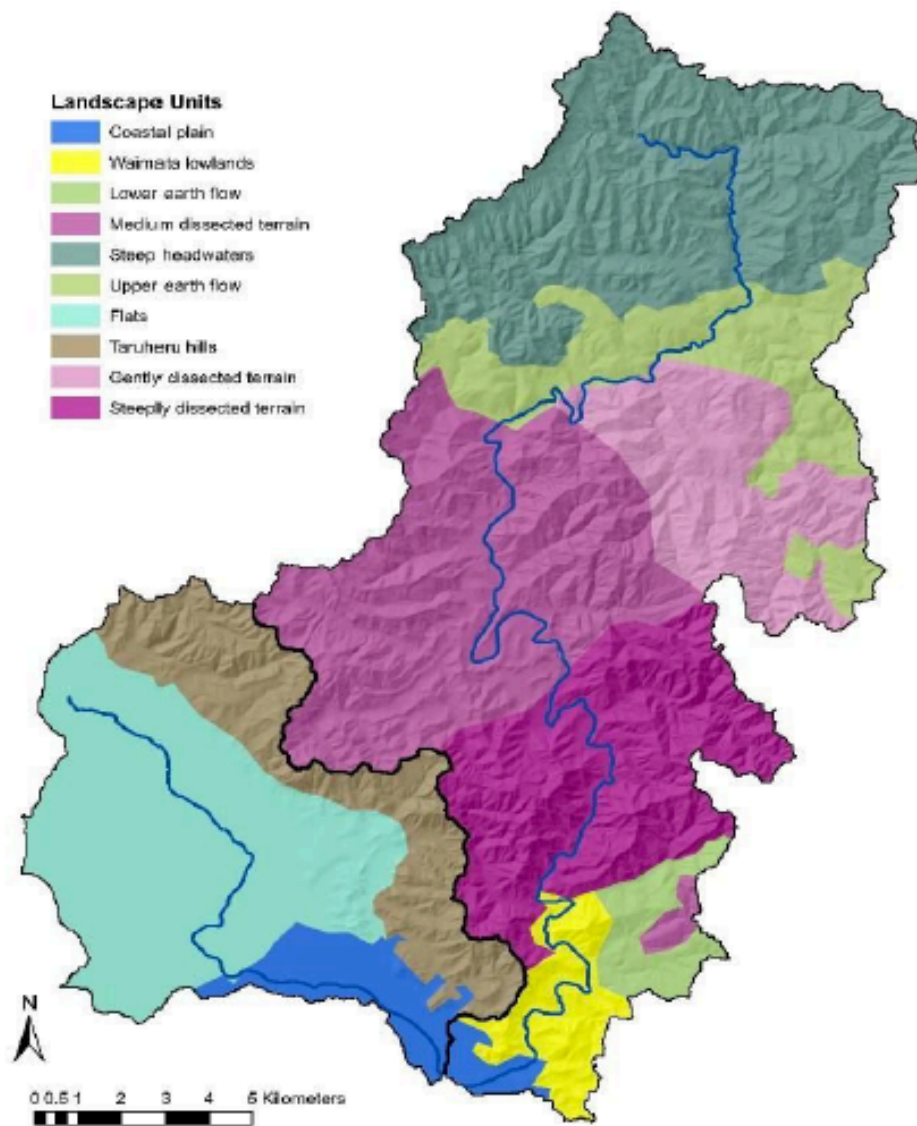 Landscape Units
Coastal plain
Waimata lowlands
Lower earth flow
Medium dissected terrain
Steep headwaters
Upper earth flow
Flats
Taruheru hills
Gently dissected terrain
Steeplly dissected terrain
N
0 0.5 1 2 3 4 5 Kilometers